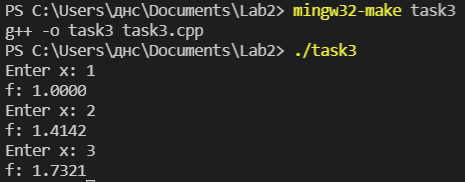 PS C:\Users\днс\Documents\Lab2> mingw32-make task3
g++ -o task3 task3.cpp
PS C:\Users\днс\Documents\Lab2> ./task3
Enter x: 1
f: 1.0000
Enter x: 2
f: 1.4142
Enter x: 3
f: 1.7321